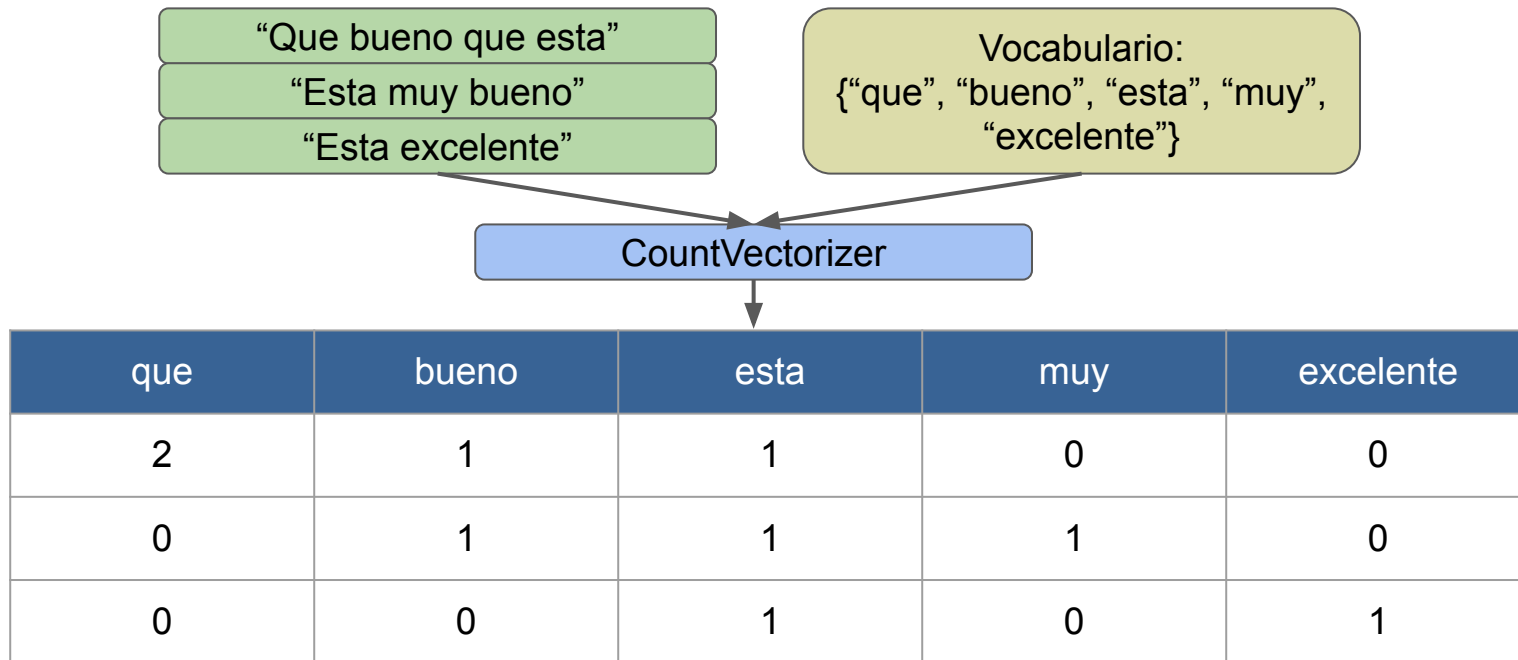 “Que bueno que esta”
“Esta muy bueno”
“Esta excelente”
Vocabulario:
{“que”, “bueno”, “esta”, “muy”,
“excelente”}
CountVectorizer
que bueno esta muy excelente
2 1 1 0 0
0 1 1 1 0
0 0 1 0 1